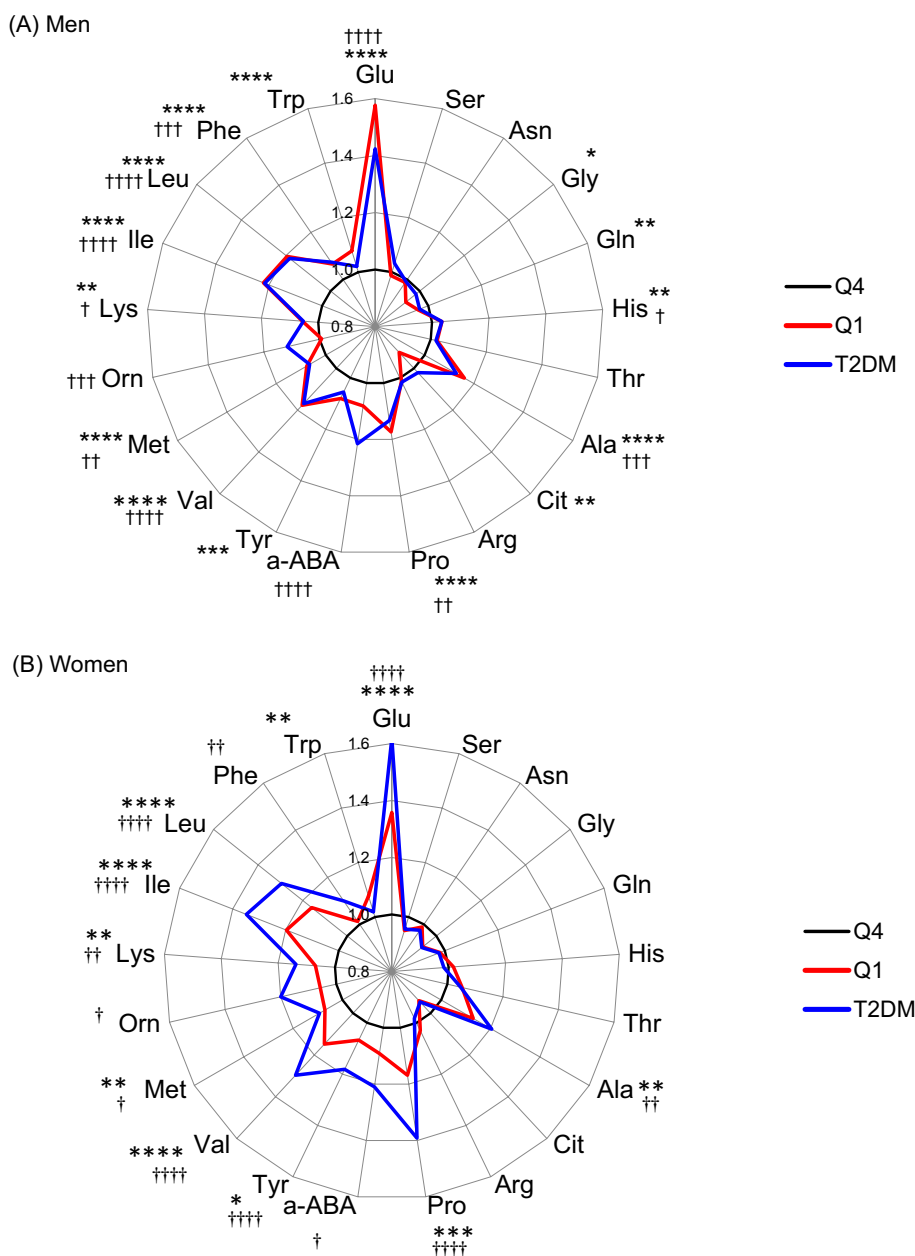 (A) Men
††††
****
Glu
**** Trp
Ser
****
††† Phe
Asn
****
†††† Leu
*
Gly
****
†††† Ile
Gln **
**
† Lys
His **
†
††† Orn
Thr
****
†† Met
Ala ****
†††
****
†††† Val
Cit **
*** Tyr
Arg
a-ABA
††††
Pro ****
††
1.6
1.4
1.2
1.0
0.8
Q4
Q1
T2DM
(B) Women
††††
****
Glu
** Trp
Ser
††
Phe
Asn
****
†††† Leu
Gly
****
†††† Ile
Gln
**
†† Lys
His
† Orn
Thr
**
† Met
Ala **
††
****
†††† Val
Cit
*
†††† Tyr
Arg
a-ABA
†
Pro
***
††††
1.6
1.4
1.2
1.0
0.8
Q4
Q1
T2DM